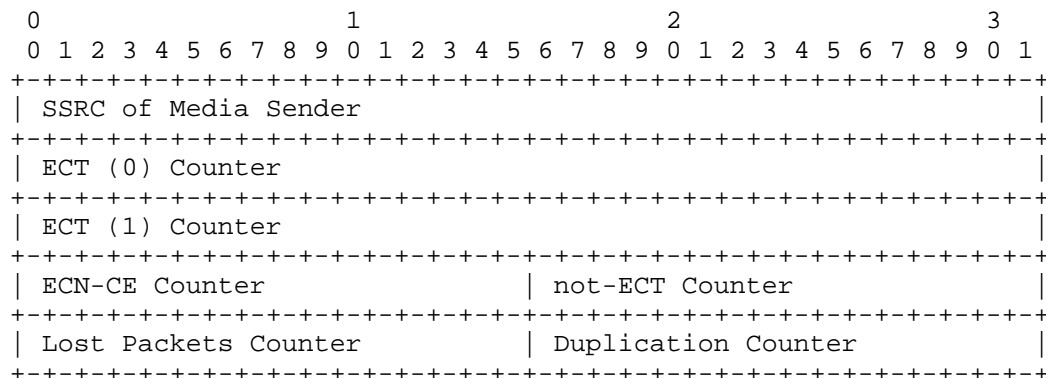 0                   1                   2                   3
 0 1 2 3 4 5 6 7 8 9 0 1 2 3 4 5 6 7 8 9 0 1 2 3 4 5 6 7 8 9 0 1
+-+-+-+-+-+-+-+-+-+-+-+-+-+-+-+-+-+-+-+-+-+-+-+-+-+-+-+-+-+-+-+-+
| SSRC of Media Sender                                          |
+-+-+-+-+-+-+-+-+-+-+-+-+-+-+-+-+-+-+-+-+-+-+-+-+-+-+-+-+-+-+-+-+
| ECT (0) Counter                                               |
+-+-+-+-+-+-+-+-+-+-+-+-+-+-+-+-+-+-+-+-+-+-+-+-+-+-+-+-+-+-+-+-+
| ECT (1) Counter                                               |
+-+-+-+-+-+-+-+-+-+-+-+-+-+-+-+-+-+-+-+-+-+-+-+-+-+-+-+-+-+-+-+-+
| ECN-CE Counter                | not-ECT Counter               |
+-+-+-+-+-+-+-+-+-+-+-+-+-+-+-+-+-+-+-+-+-+-+-+-+-+-+-+-+-+-+-+-+
| Lost Packets Counter          | Duplication Counter           |
+-+-+-+-+-+-+-+-+-+-+-+-+-+-+-+-+-+-+-+-+-+-+-+-+-+-+-+-+-+-+-+-+